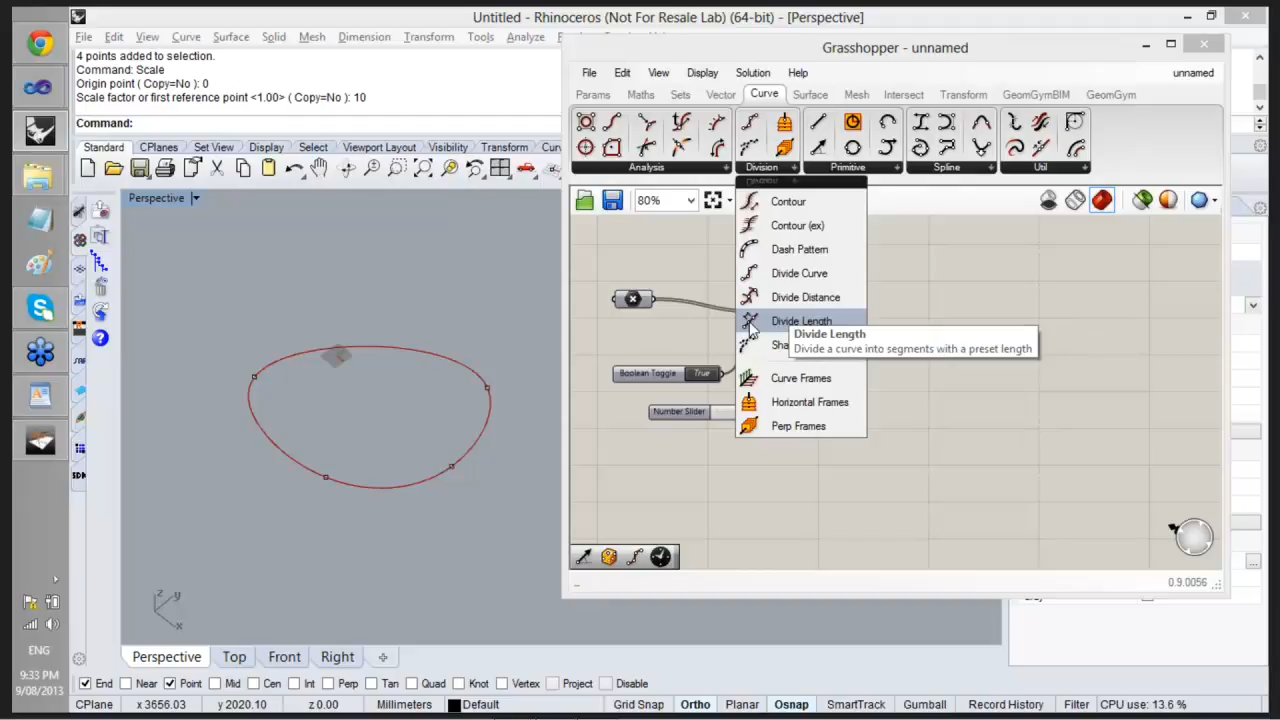 Untitled - Rhinoceros (Not For Resale Lab) (64-bit) - [Perspective]
File Edit View Curve Surface Solid Mesh Dimension Transform Tools Analyze
4 points added to selection.
Command: Scale
Origin point ( Copy=No ): 0
Scale factor or first reference point <1.00> ( Copy=No ): 10
Command:
Standard CPlanes Set View Display Select Viewport Layout Visibility Transform
Perspective
Grasshopper - unnamed
File Edit View Display Solution Help unnamed
Params Maths Sets Vector Curve Surface Mesh Intersect Transform GeomGymBIM GeomGym
Analysis Division Primitive Spline Util
80%
Contour
Contour (ex)
Dash Pattern
Divide Curve
Divide Distance
Divide Length
Divide Length
Divide a curve into segments with a preset length
Curve Frames
Horizontal Frames
Perp Frames
Boolean Toggle True
Number Slider
0.9.0056
z y x
Perspective Top Front Right
ENG
9:33 PM
9/08/2013
End Near Point Mid Cen Int Perp Tan Quad Knot Vertex Project Disable
CPlane x 3656.03 y 2020.10 z 0.00 Millimeters Default Grid Snap Ortho Planar Osnap SmartTrack Gumball Record History Filter CPU use: 13.6 %